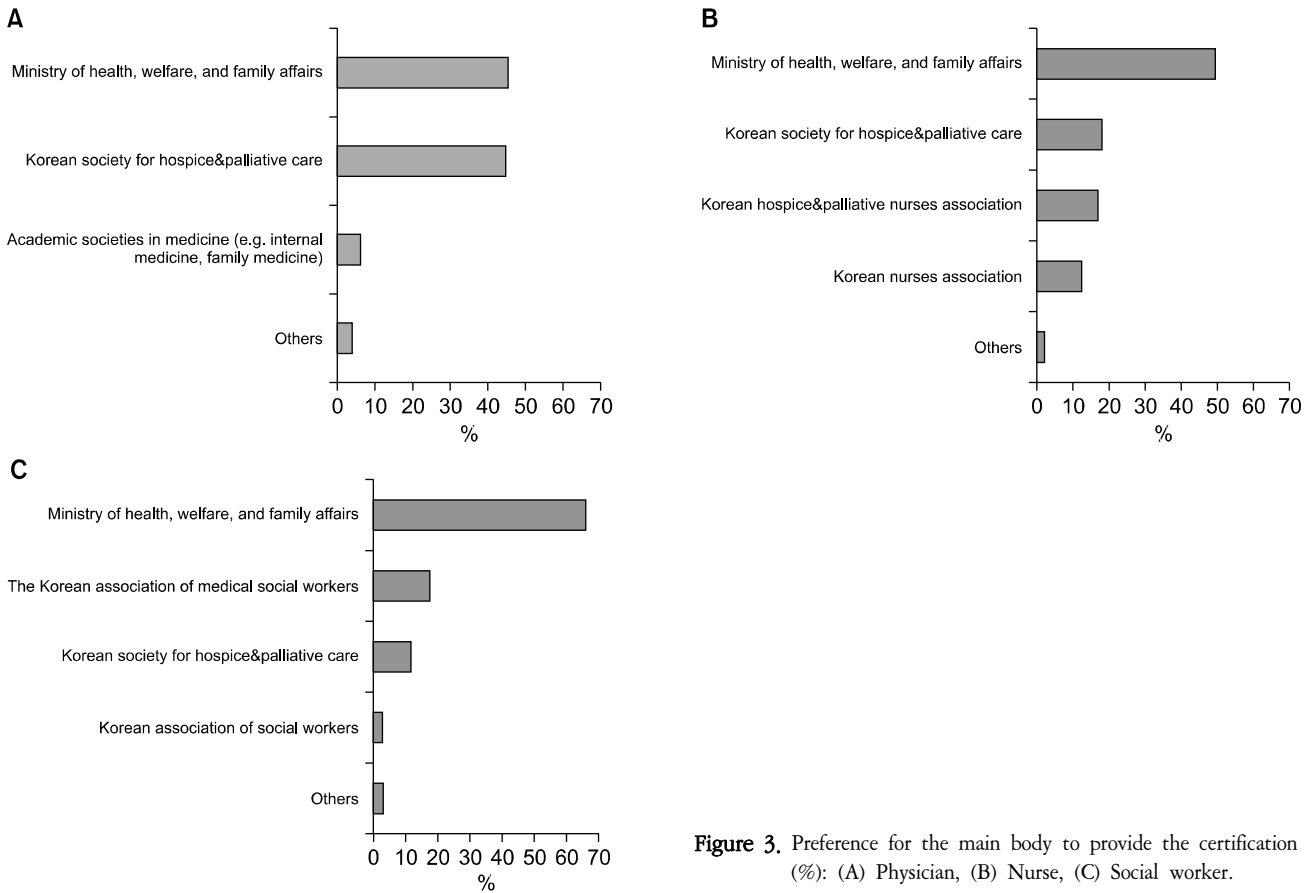 A
Ministry of health, welfare, and family affairs
Korean society for hospice&palliative care
Academic societies in medicine (e.g. internal
medicine, family medicine)
Others
0 10 20 30 40 50 60 70
%
B
Ministry of health, welfare, and family affairs
Korean society for hospice&palliative care
Korean hospice&palliative nurses association
Korean nurses association
Others
0 10 20 30 40 50 60 70
%
C
Ministry of health, welfare, and family affairs
The Korean association of medical social workers
Korean society for hospice&palliative care
Korean association of social workers
Others
0 10 20 30 40 50 60 70
%
Figure 3. Preference for the main body to provide the certification
(%): (A) Physician, (B) Nurse, (C) Social worker.